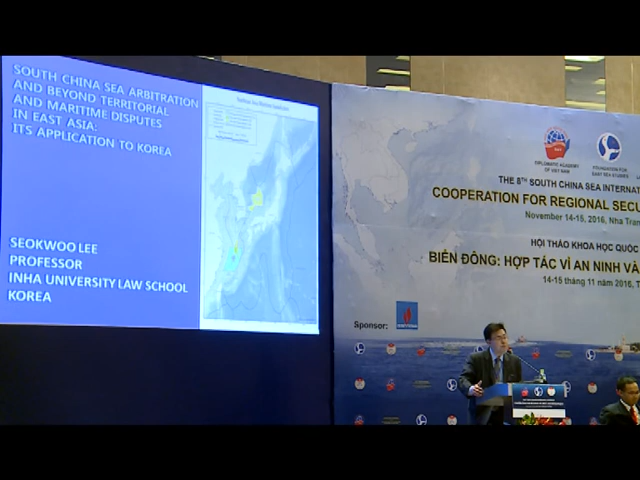 SOUTH CHINA SEA ARBITRATION
AND BEYOND TERRITORIAL
AND MARITIME DISPUTES
IN EAST ASIA:
ITS APPLICATION TO KOREA
SEOKWOO LEE
PROFESSOR
INHA UNIVERSITY LAW SCHOOL
KOREA
DIPLOMATIC ACADEMY
OF VIET NAM
FOUNDATION FOR
EAST SEA STUDIES
THE 8TH SOUTH CHINA SEA INTERNAT
COOPERATION FOR REGIONAL SECU
November 14-15, 2016, Nha Tran
HỘI THẢO KHOA HỌC QUỐC
BIỂN ĐÔNG: HỢP TÁC VÌ AN NINH VÀ
14-15 tháng 11 năm 2016, T
Sponsor: